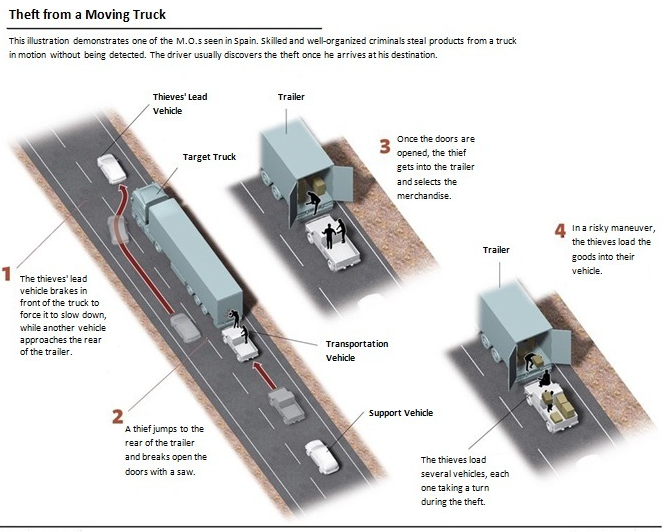 Theft from a Moving Truck
This illustration demonstrates one of the M.O.s seen in Spain. Skilled and well-organized criminals steal products from a truck
in motion without being detected. The driver usually discovers the theft once he arrives at his destination.
Thieves' Lead
Vehicle
Trailer
Target Truck
3
Once the doors are
opened, the thief
gets into the trailer
and selects the
merchandise.
4
In a risky maneuver,
the thieves load the
goods into their
vehicle.
Trailer
1
The thieves' lead
vehicle brakes in
front of the truck to
force it to slow down,
while another vehicle
approaches the rear
of the trailer.
Transportation
Vehicle
2
A thief jumps to the
rear of the trailer
and breaks open the
doors with a saw.
Support Vehicle
The thieves load
several vehicles, each
one taking a turn
during the theft.